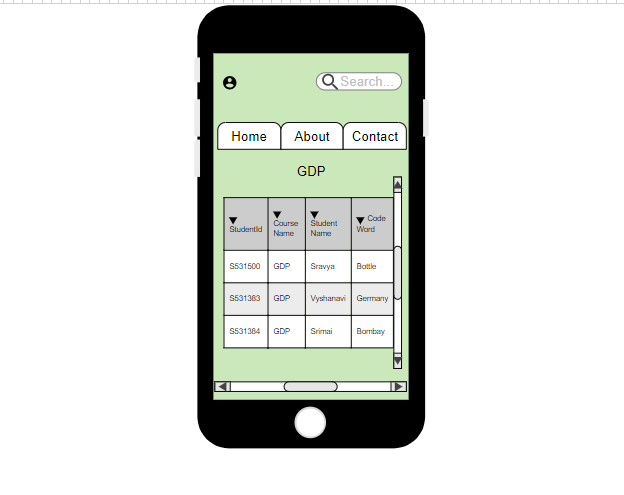 Search...
Home About Contact
GDP
StudentId Course Name Student Name Code Word
S531500 GDP Sravya Bottle
S531383 GDP Vyshanavi Germany
S531384 GDP Srimai Bombay